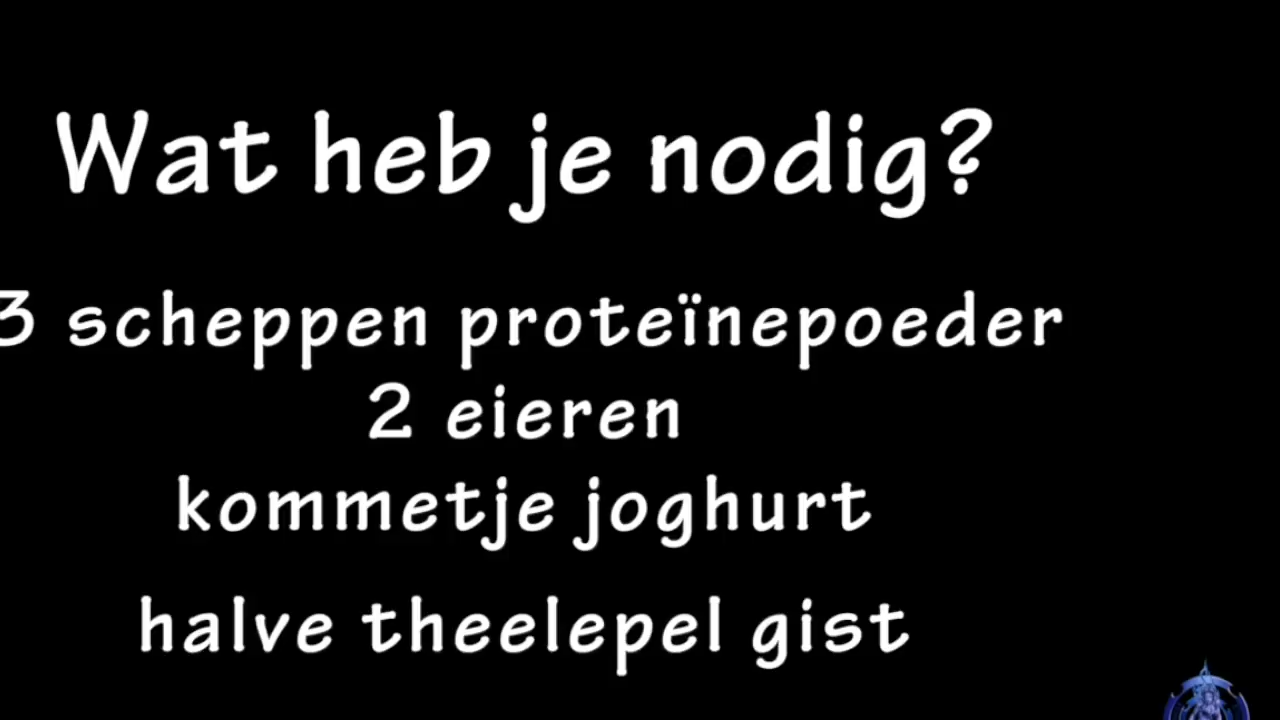 Wat heb je nodig?
3 scheppen proteïnepoeder
2 eieren
kommetje joghurt
halve theelepel gist